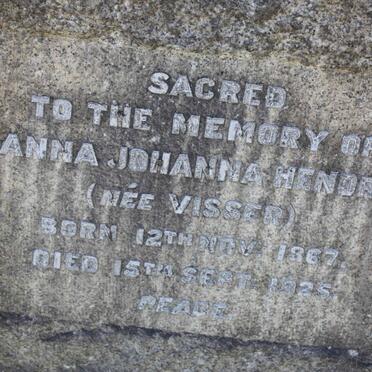 SACRED
TO THE MEMORY OF
ANNA JOHANNA HENDR
(NÉE VISSER)
BORN 12TH NOV. 1867.
DIED 15TH SEPT. 1925.
PEACE.